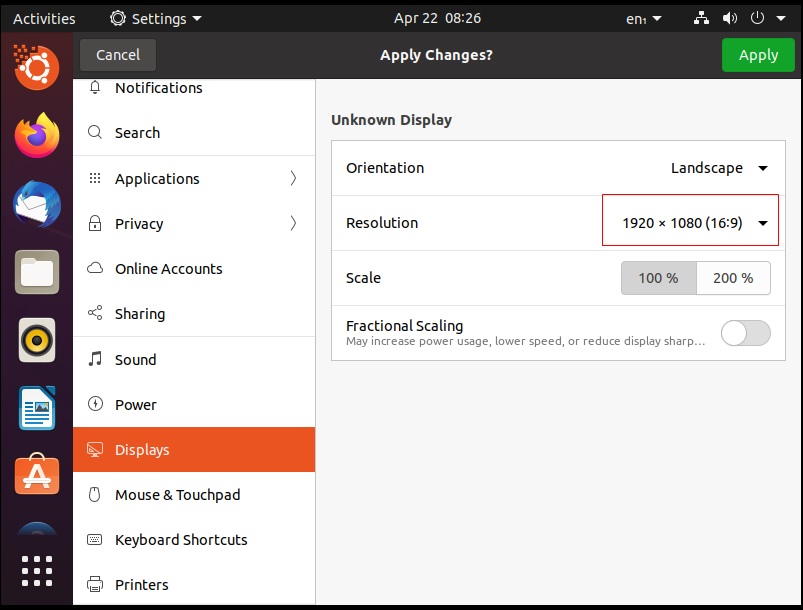 Activities Settings Apr 22 08:26 en₁
Cancel Apply Changes? Apply
Notifications
Search
Applications
Privacy
Online Accounts
Sharing
Sound
Power
Displays
Mouse & Touchpad
Keyboard Shortcuts
Printers
Unknown Display
Orientation Landscape
Resolution 1920 × 1080 (16:9)
Scale 100 % 200 %
Fractional Scaling
May increase power usage, lower speed, or reduce display sharp…